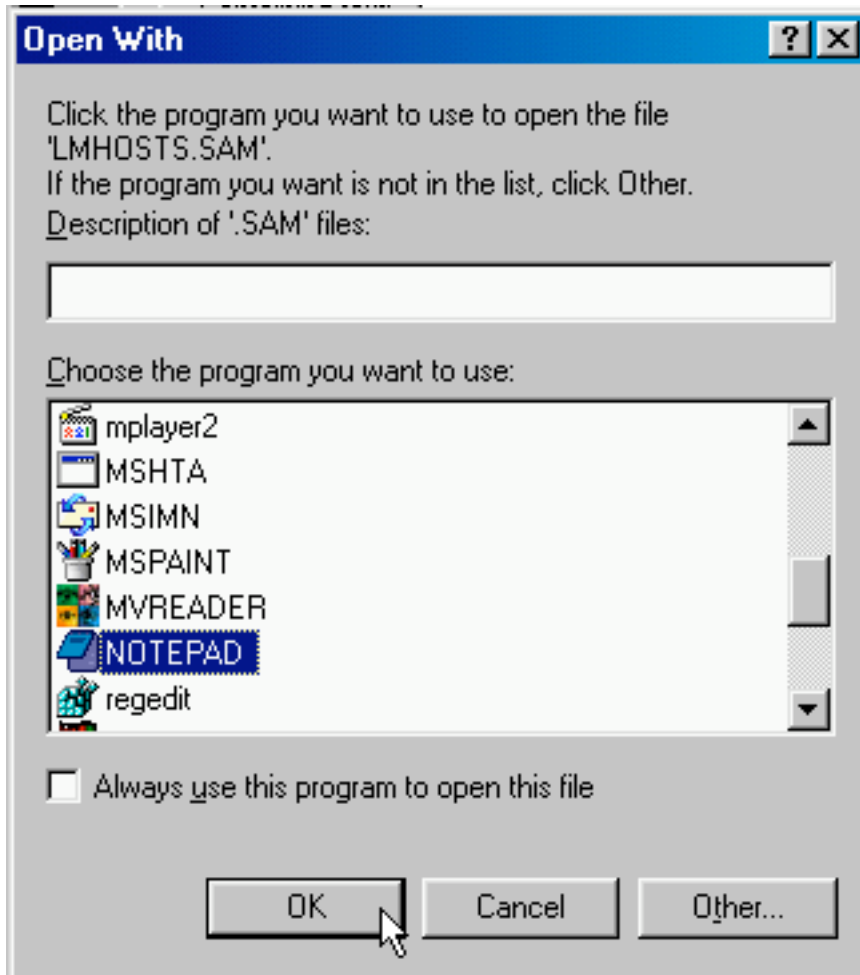 Open With
Click the program you want to use to open the file
'LMHOSTS.SAM'.
If the program you want is not in the list, click Other.
Description of '.SAM' files:
Choose the program you want to use:
mplayer2
MSHTA
MSIMN
MSPAINT
MVREADER
NOTEPAD
regedit
Always use this program to open this file
OK Cancel Other...